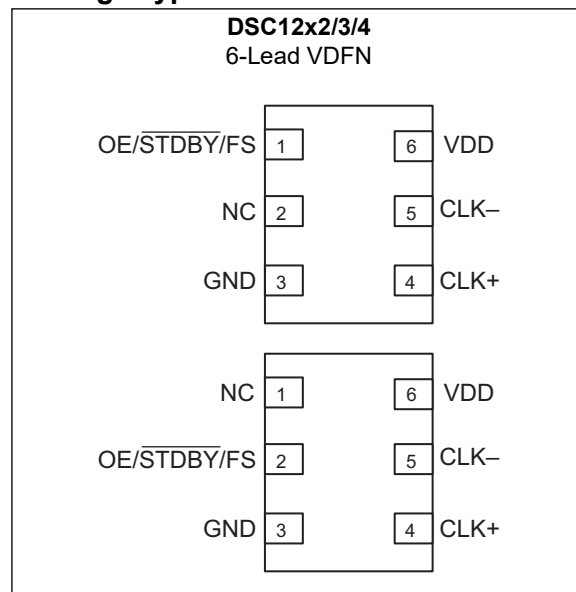 DSC12x2/3/4
6-Lead VDFN
OE/STDBY/FS 1 6 VDD
NC 2 5 CLK–
GND 3 4 CLK+
NC 1 6 VDD
OE/STDBY/FS 2 5 CLK–
GND 3 4 CLK+